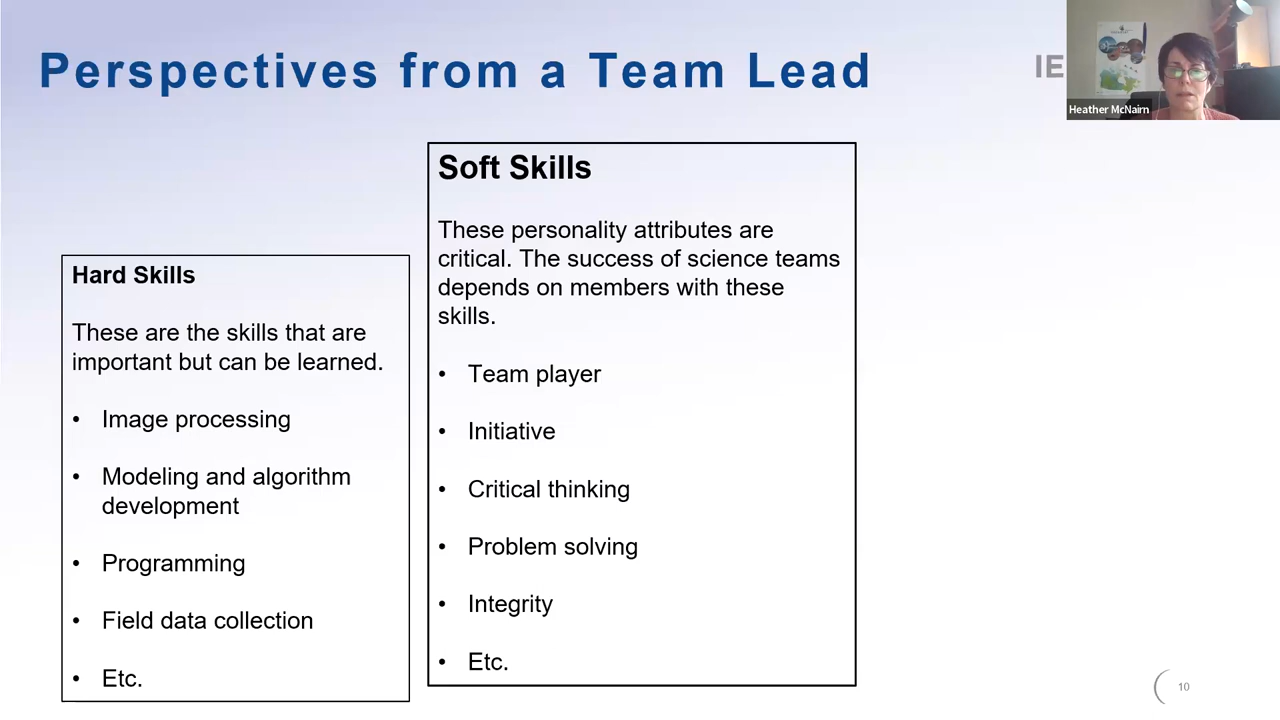 Perspectives from a Team Lead
IE
Heather McNairn
Hard Skills
These are the skills that are
important but can be learned.
• Image processing
• Modeling and algorithm
development
• Programming
• Field data collection
• Etc.
Soft Skills
These personality attributes are
critical. The success of science teams
depends on members with these
skills.
• Team player
• Initiative
• Critical thinking
• Problem solving
• Integrity
• Etc.
10